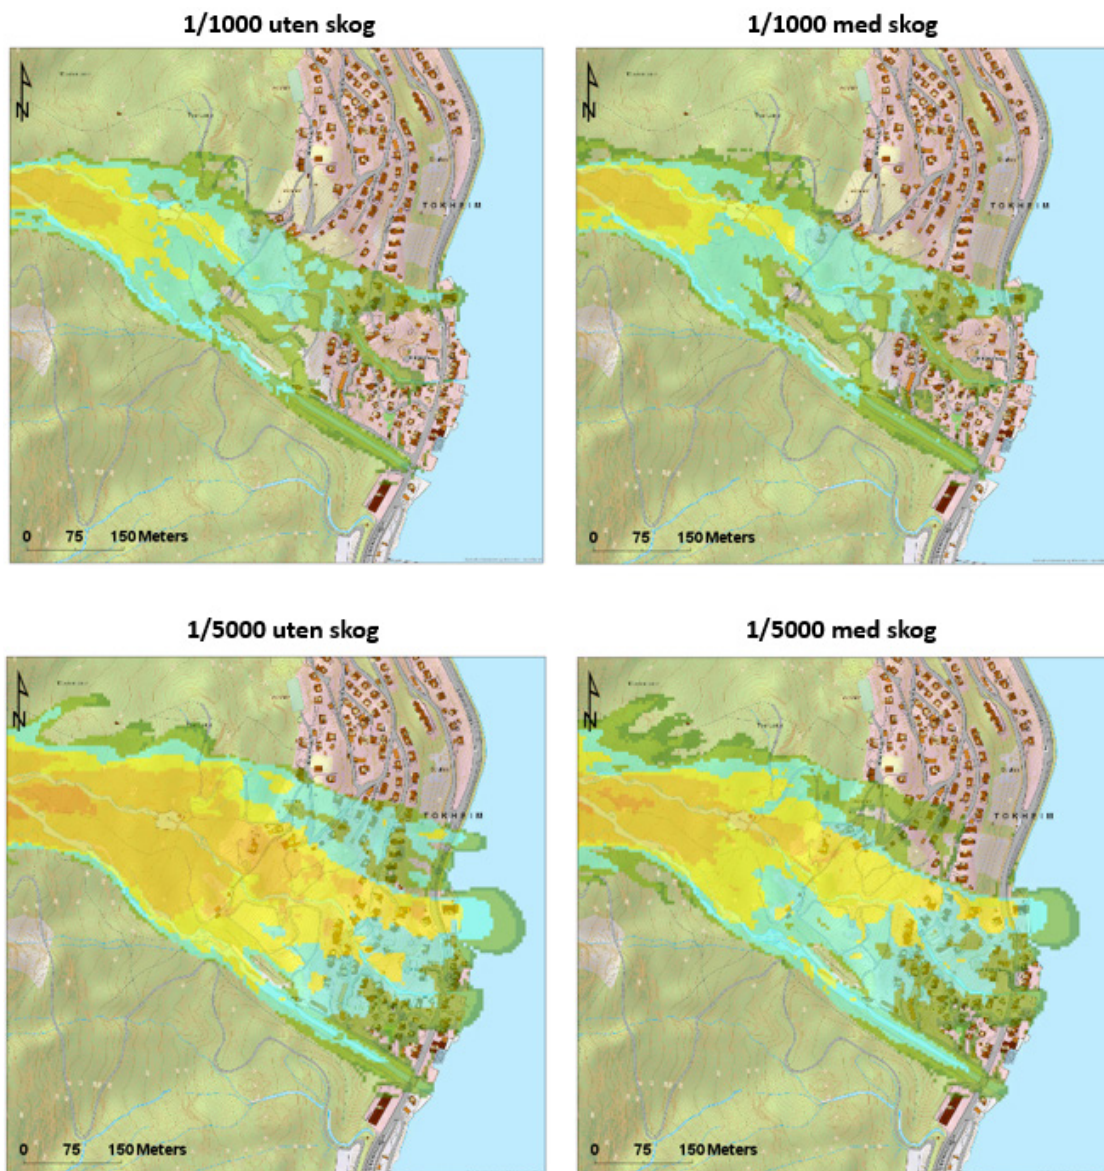 1/1000 uten skog
1/1000 med skog
N
TOKHEIM
0 75 150 Meters
N
TOKHEIM
0 75 150 Meters
1/5000 uten skog
1/5000 med skog
N
TOKHEIM
0 75 150 Meters
N
TOKHEIM
0 75 150 Meters